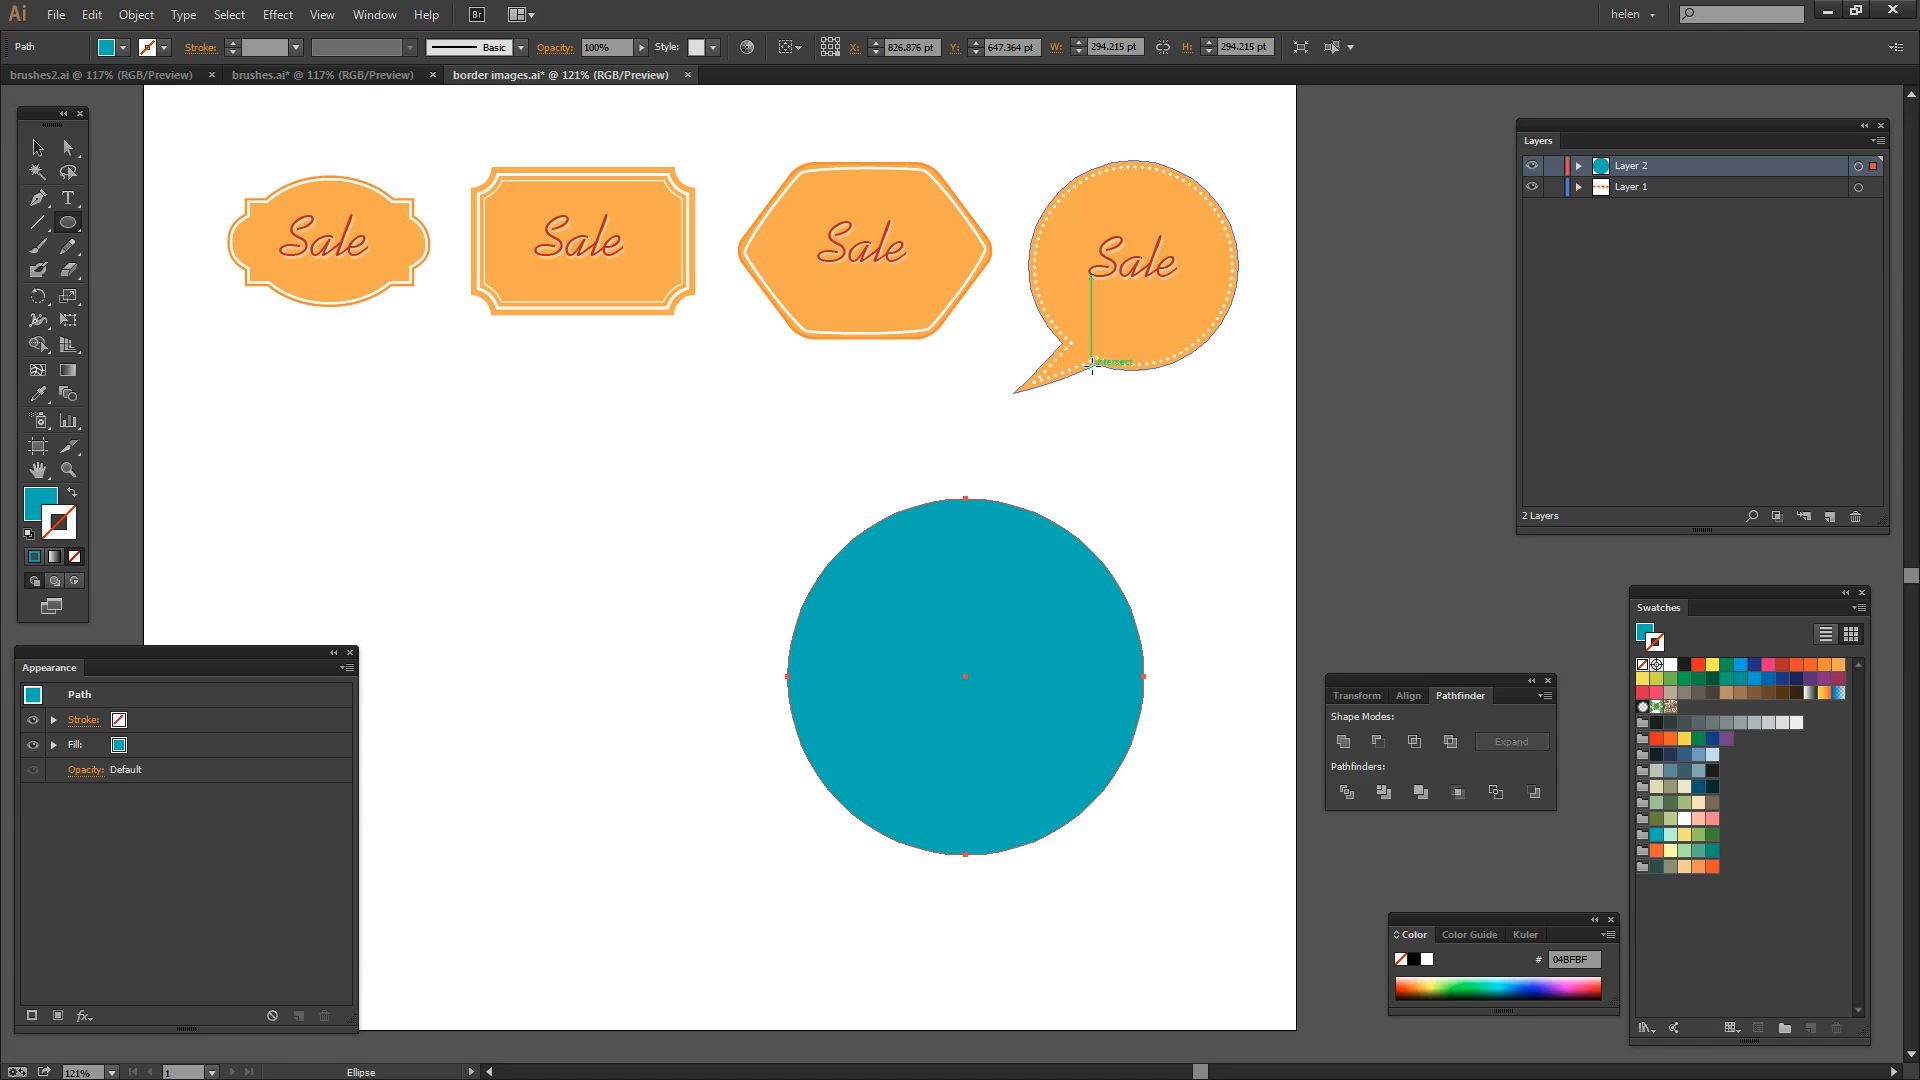 Ai File Edit Object Type Select Effect View Window Help Br helen
Path Stroke: Basic Opacity: 100% Style: X: 826.876 pt Y: 647.364 pt W: 294.215 pt H: 294.215 pt
brushes2.ai @ 117% (RGB/Preview) brushes.ai* @ 117% (RGB/Preview) border images.ai* @ 121% (RGB/Preview)
Sale
Sale
Sale
Sale
intersect
Layers
Layer 2
Layer 1
2 Layers
Appearance
Path
Stroke:
Fill:
Opacity: Default
fx
Transform Align Pathfinder
Shape Modes:
Expand
Pathfinders:
Swatches
Color Color Guide Kuler
# 04BFBF
121% 1 Ellipse